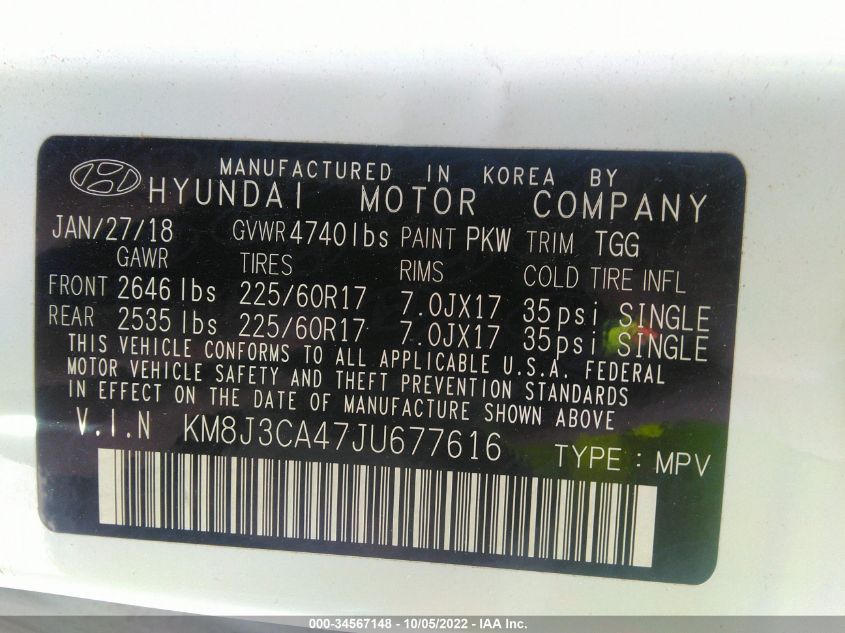 MANUFACTURED IN KOREA BY
HYUNDAI MOTOR COMPANY
JAN/27/18 GVWR 4740 lbs PAINT PKW TRIM TGG
GAWR TIRES RIMS COLD TIRE INFL
FRONT 2646 lbs 225/60R17 7.0JX17 35psi SINGLE
REAR 2535 lbs 225/60R17 7.0JX17 35psi SINGLE
THIS VEHICLE CONFORMS TO ALL APPLICABLE U.S.A. FEDERAL
MOTOR VEHICLE SAFETY AND THEFT PREVENTION STANDARDS
IN EFFECT ON THE DATE OF MANUFACTURE SHOWN ABOVE
V.I.N KM8J3CA47JU677616 TYPE : MPV
000-34567148 - 10/05/2022 - IAA Inc.